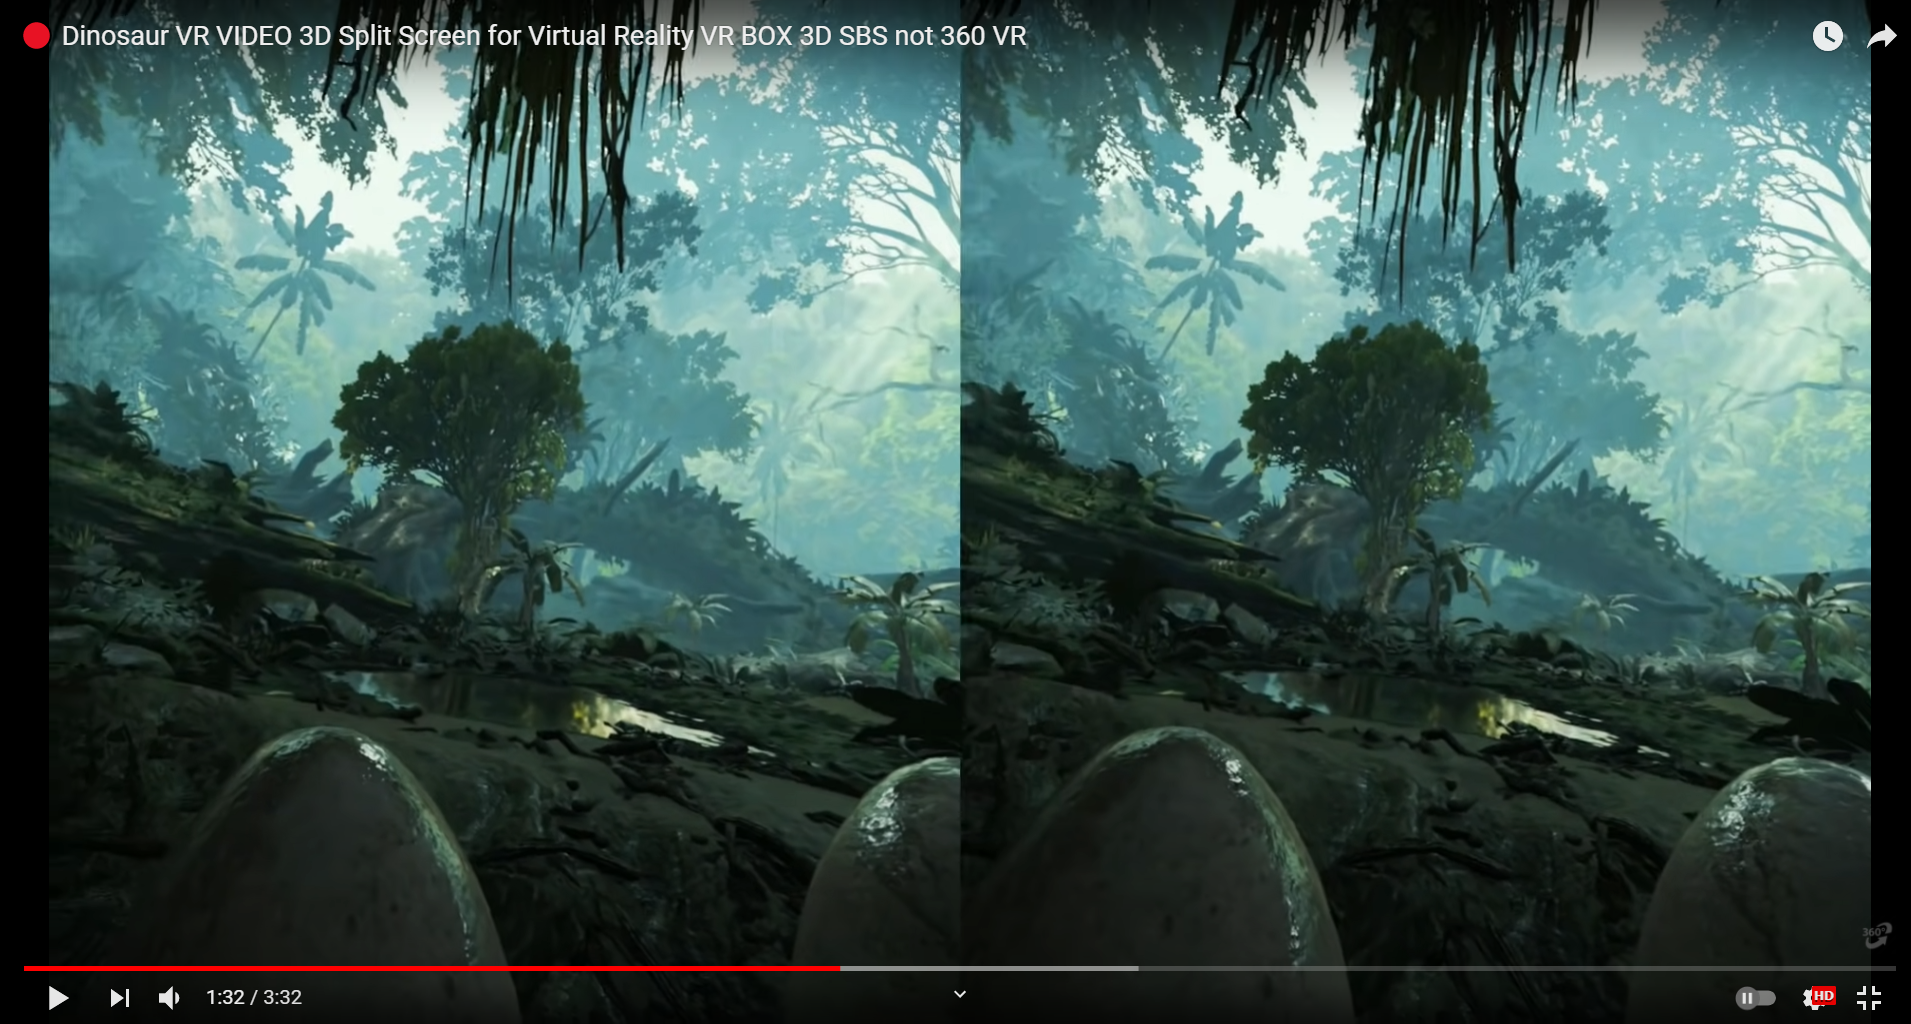 Dinosaur VR VIDEO 3D Split Screen for Virtual Reality VR BOX 3D SBS not 360 VR
360°
1:32 / 3:32
HD